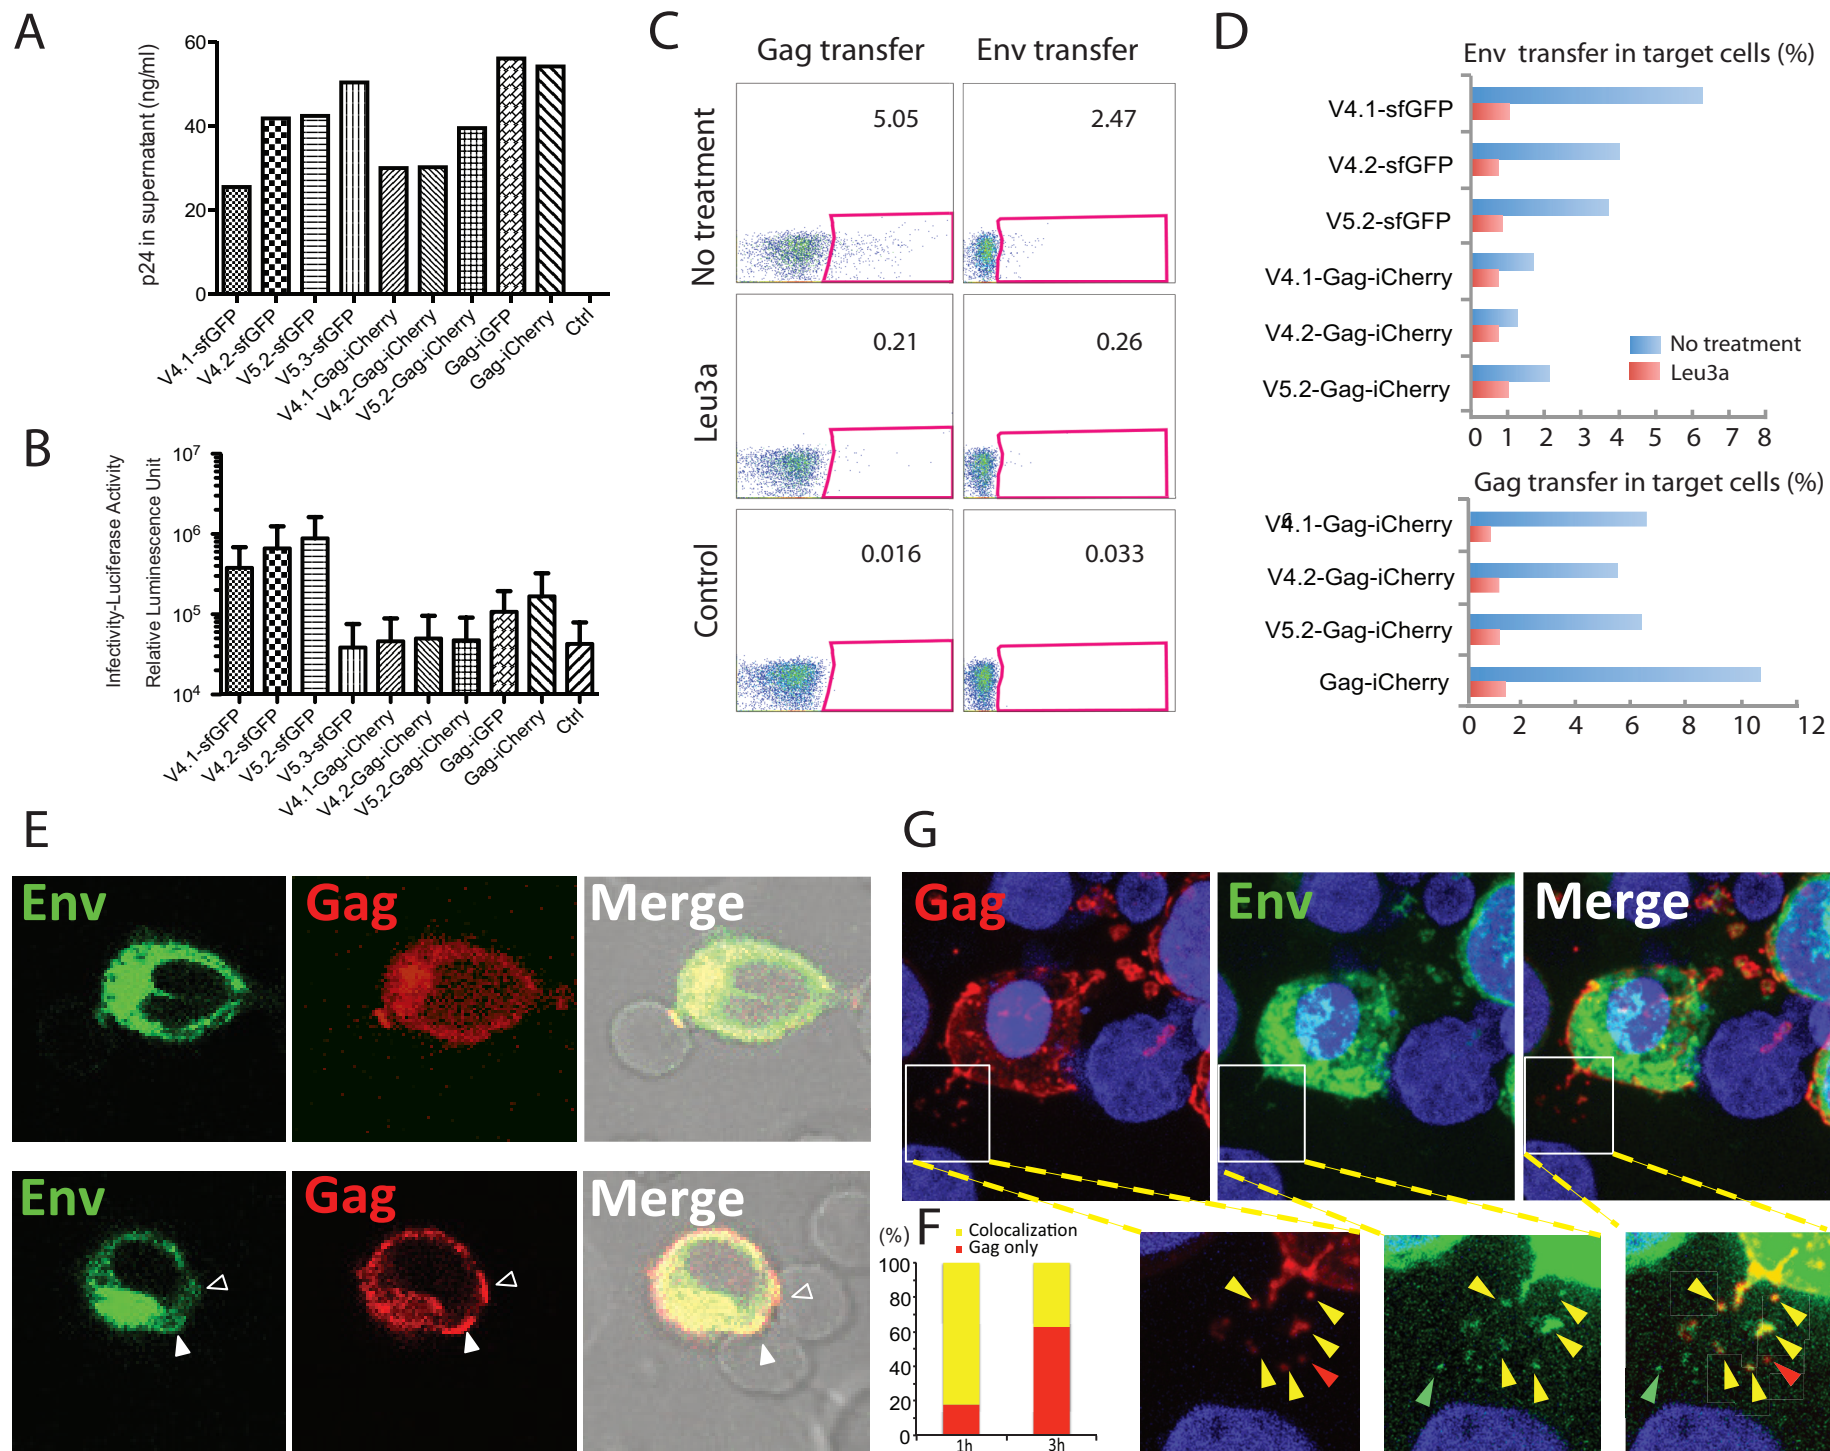 A
p24 in supernatant (ng/ml)
60
40
20
0
V4.1-sfGFP
V4.2-sfGFP
V5.2-sfGFP
V5.3-sfGFP
V4.1-Gag-iCherry
V4.2-Gag-iCherry
V5.2-Gag-iCherry
Gag-iGFP
Gag-iCherry
Ctrl
B
Infectivity-Luciferase Activity
Relative Luminescence Unit
10⁷
10⁶
10⁵
10⁴
V4.1-sfGFP
V4.2-sfGFP
V5.2-sfGFP
V5.3-sfGFP
V4.1-Gag-iCherry
V4.2-Gag-iCherry
V5.2-Gag-iCherry
Gag-iGFP
Gag-iCherry
Ctrl
C
Gag transfer
Env transfer
No treatment
5.05
2.47
Leu3a
0.21
0.26
Control
0.016
0.033
D
Env transfer in target cells (%)
V4.1-sfGFP
V4.2-sfGFP
V5.2-sfGFP
V4.1-Gag-iCherry
V4.2-Gag-iCherry
V5.2-Gag-iCherry
No treatment
Leu3a
0 1 2 3 4 5 6 7 8
Gag transfer in target cells (%)
V4.1-Gag-iCherry
V4.2-Gag-iCherry
V5.2-Gag-iCherry
Gag-iCherry
0 2 4 6 8 10 12
E
Env
Gag
Merge
Env
Gag
Merge
G
Gag
Env
Merge
F
(%)
Colocalization
Gag only
100
80
60
40
20
0
1h
3h